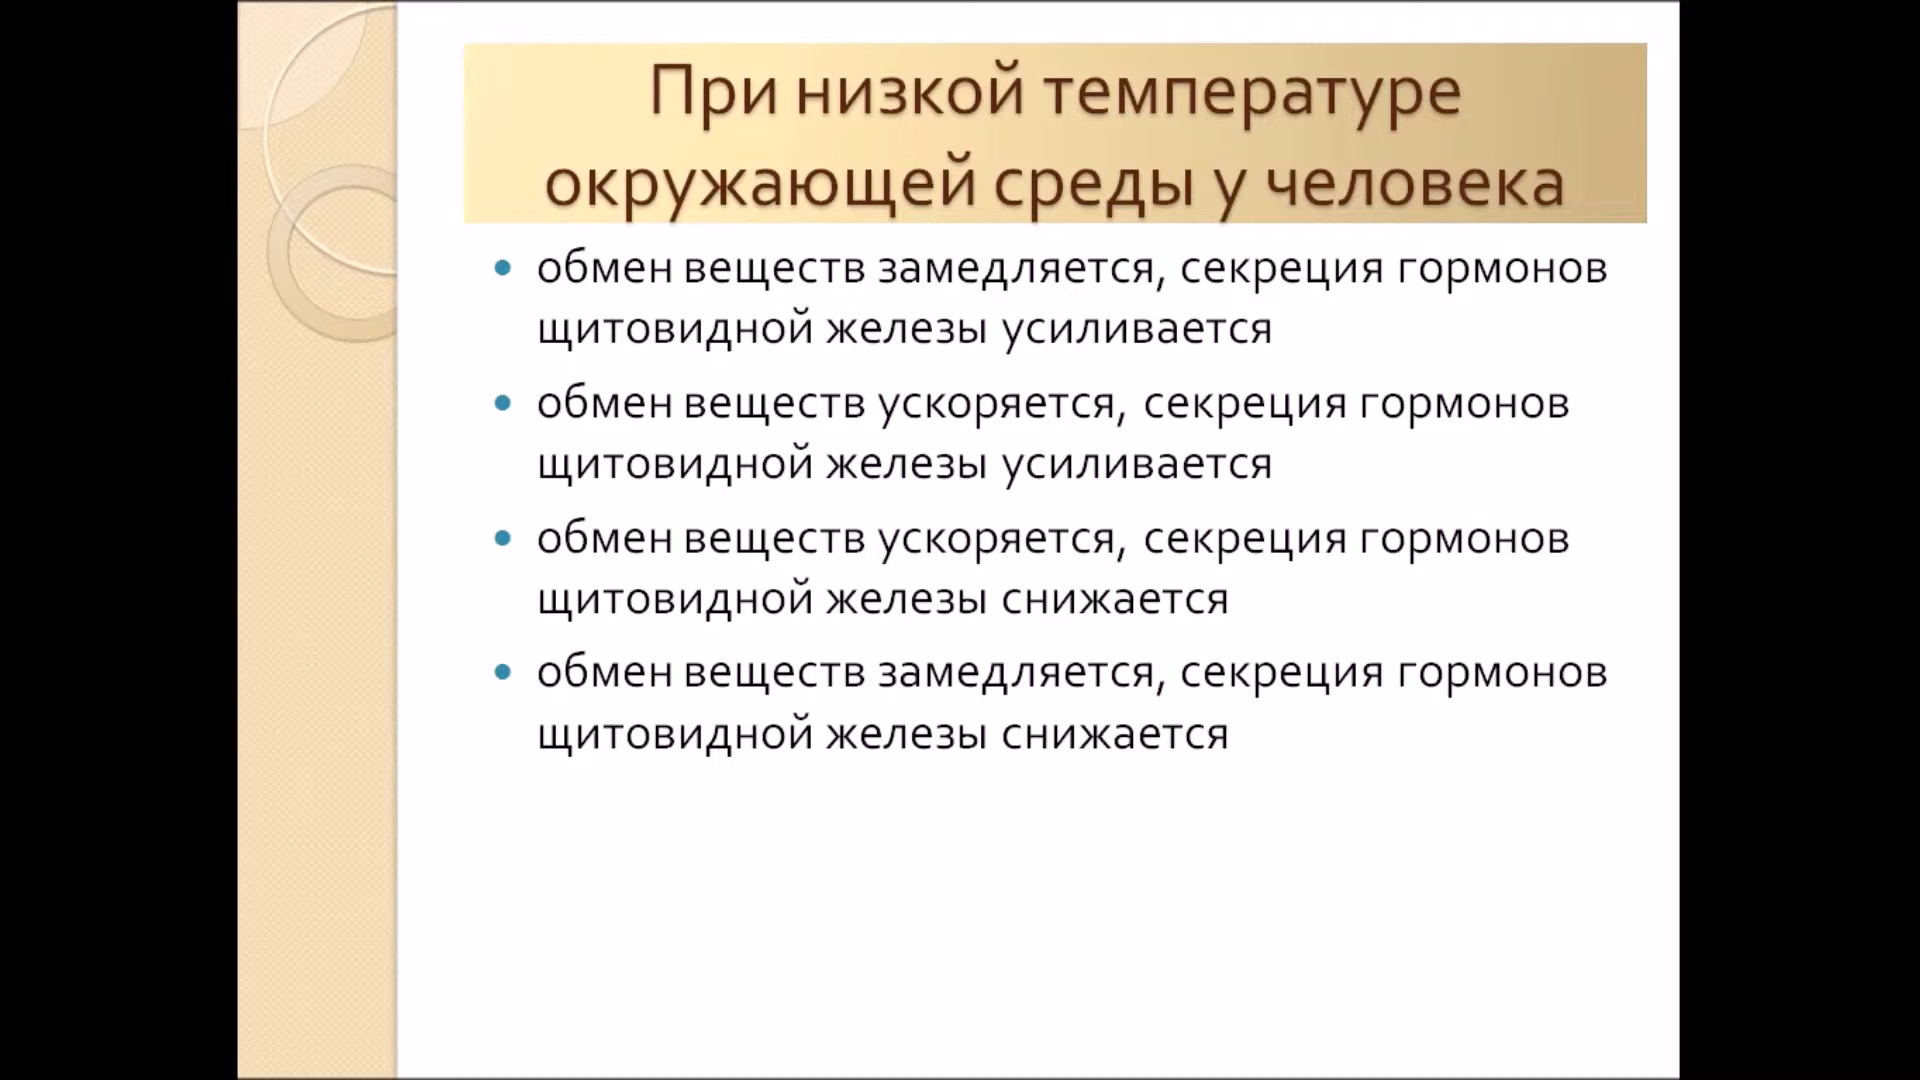 При низкой температуре
окружающей среды у человека
• обмен веществ замедляется, секреция гормонов
щитовидной железы усиливается
• обмен веществ ускоряется, секреция гормонов
щитовидной железы усиливается
• обмен веществ ускоряется, секреция гормонов
щитовидной железы снижается
• обмен веществ замедляется, секреция гормонов
щитовидной железы снижается